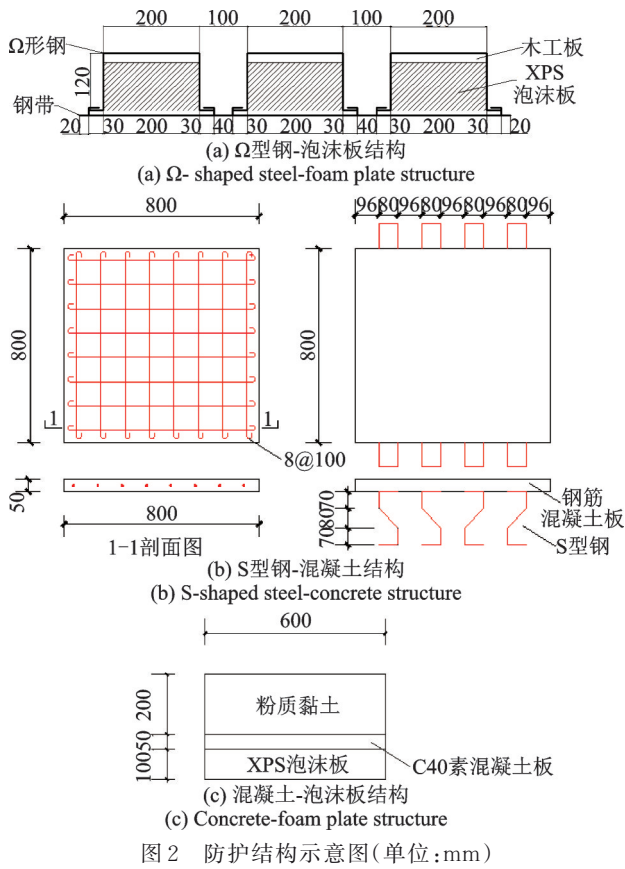 200 100 200 100 200
Ω形钢
木工板
120
XPS
泡沫板
钢带
20 30 200 30 40 30 200 30 40 30 200 30 20
(a) Ω型钢-泡沫板结构
(a) Ω- shaped steel-foam plate structure
800
96 80 96 80 96 80 96 80 96
800
800
1 1
8@100
50
800
1-1剖面图
70
80
70
钢筋
混凝土板
S型钢
(b) S型钢-混凝土结构
(b) S-shaped steel-concrete structure
600
200
粉质黏土
50
100
XPS泡沫板
C40素混凝土板
(c) 混凝土-泡沫板结构
(c) Concrete-foam plate structure
图2 防护结构示意图(单位:mm)